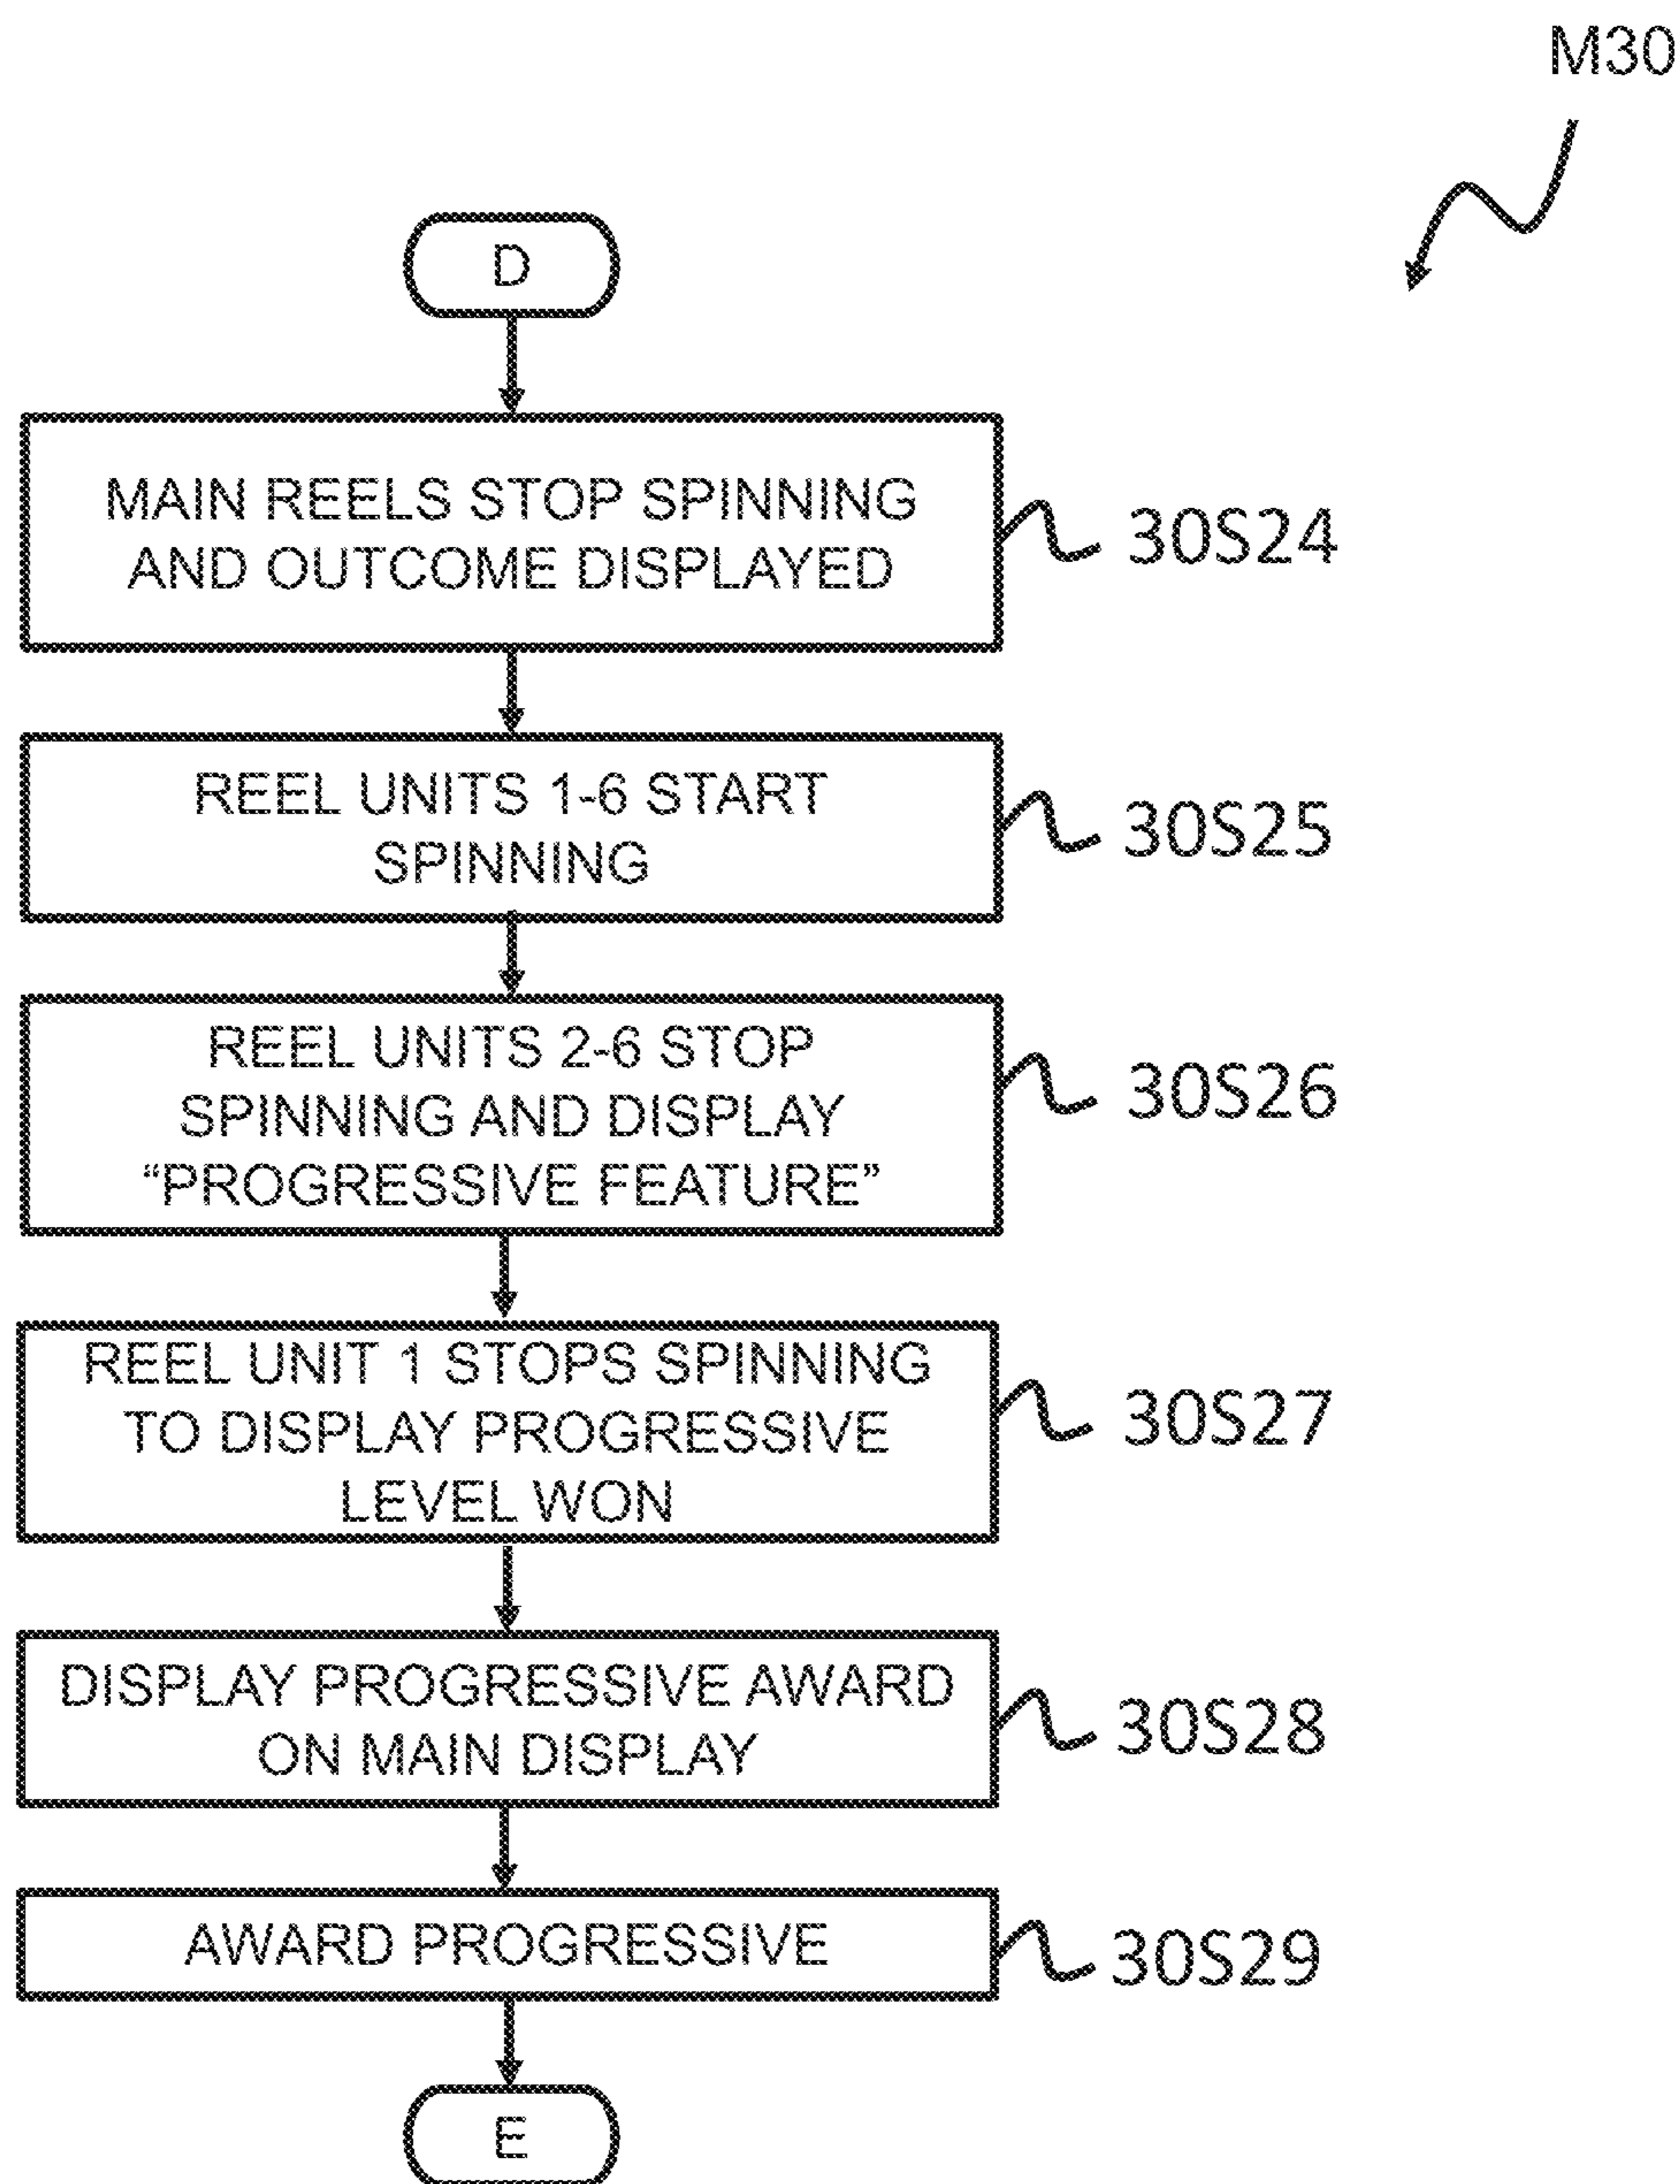 M30
D
MAIN REELS STOP SPINNING
AND OUTCOME DISPLAYED
30S24
REEL UNITS 1-6 START
SPINNING
30S25
REEL UNITS 2-6 STOP
SPINNING AND DISPLAY
“PROGRESSIVE FEATURE”
30S26
REEL UNIT 1 STOPS SPINNING
TO DISPLAY PROGRESSIVE
LEVEL WON
30S27
DISPLAY PROGRESSIVE AWARD
ON MAIN DISPLAY
30S28
AWARD PROGRESSIVE
30S29
E